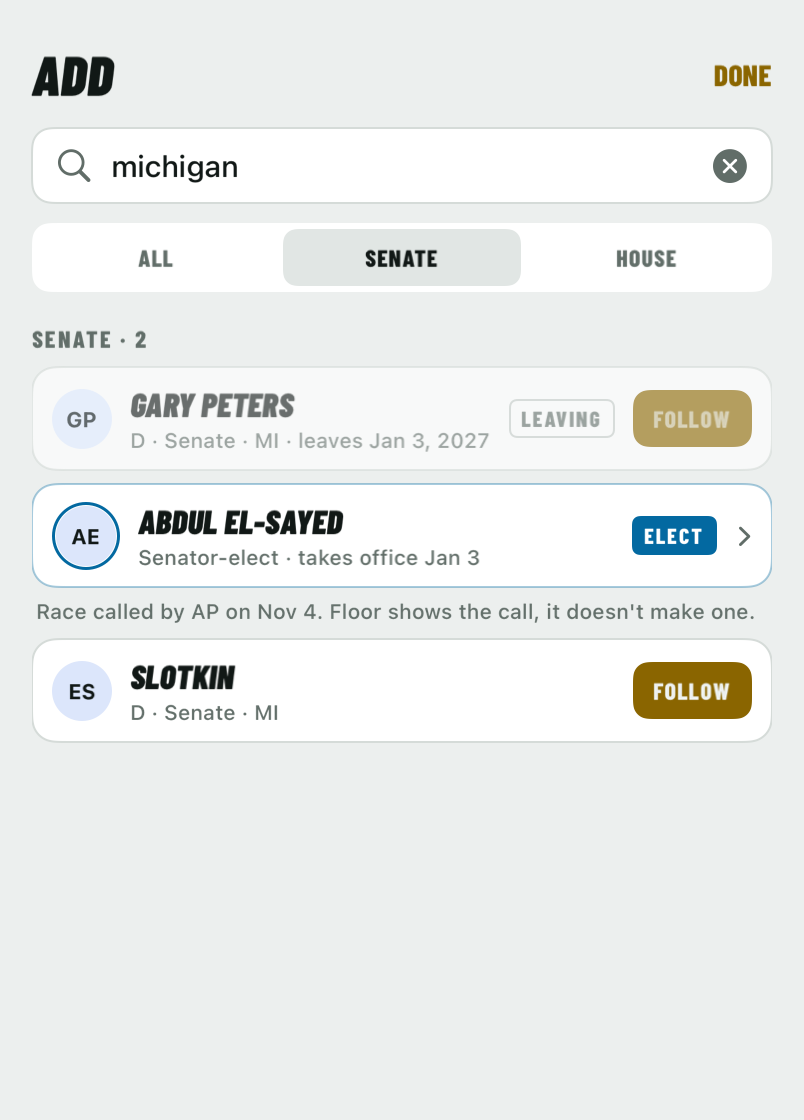 ADD
DONE
michigan
ALL
SENATE
HOUSE
SENATE · 2
GP
GARY PETERS
D · Senate · MI · leaves Jan 3, 2027
LEAVING
FOLLOW
AE
ABDUL EL-SAYED
Senator-elect · takes office Jan 3
ELECT
Race called by AP on Nov 4. Floor shows the call, it doesn't make one.
ES
SLOTKIN
D · Senate · MI
FOLLOW